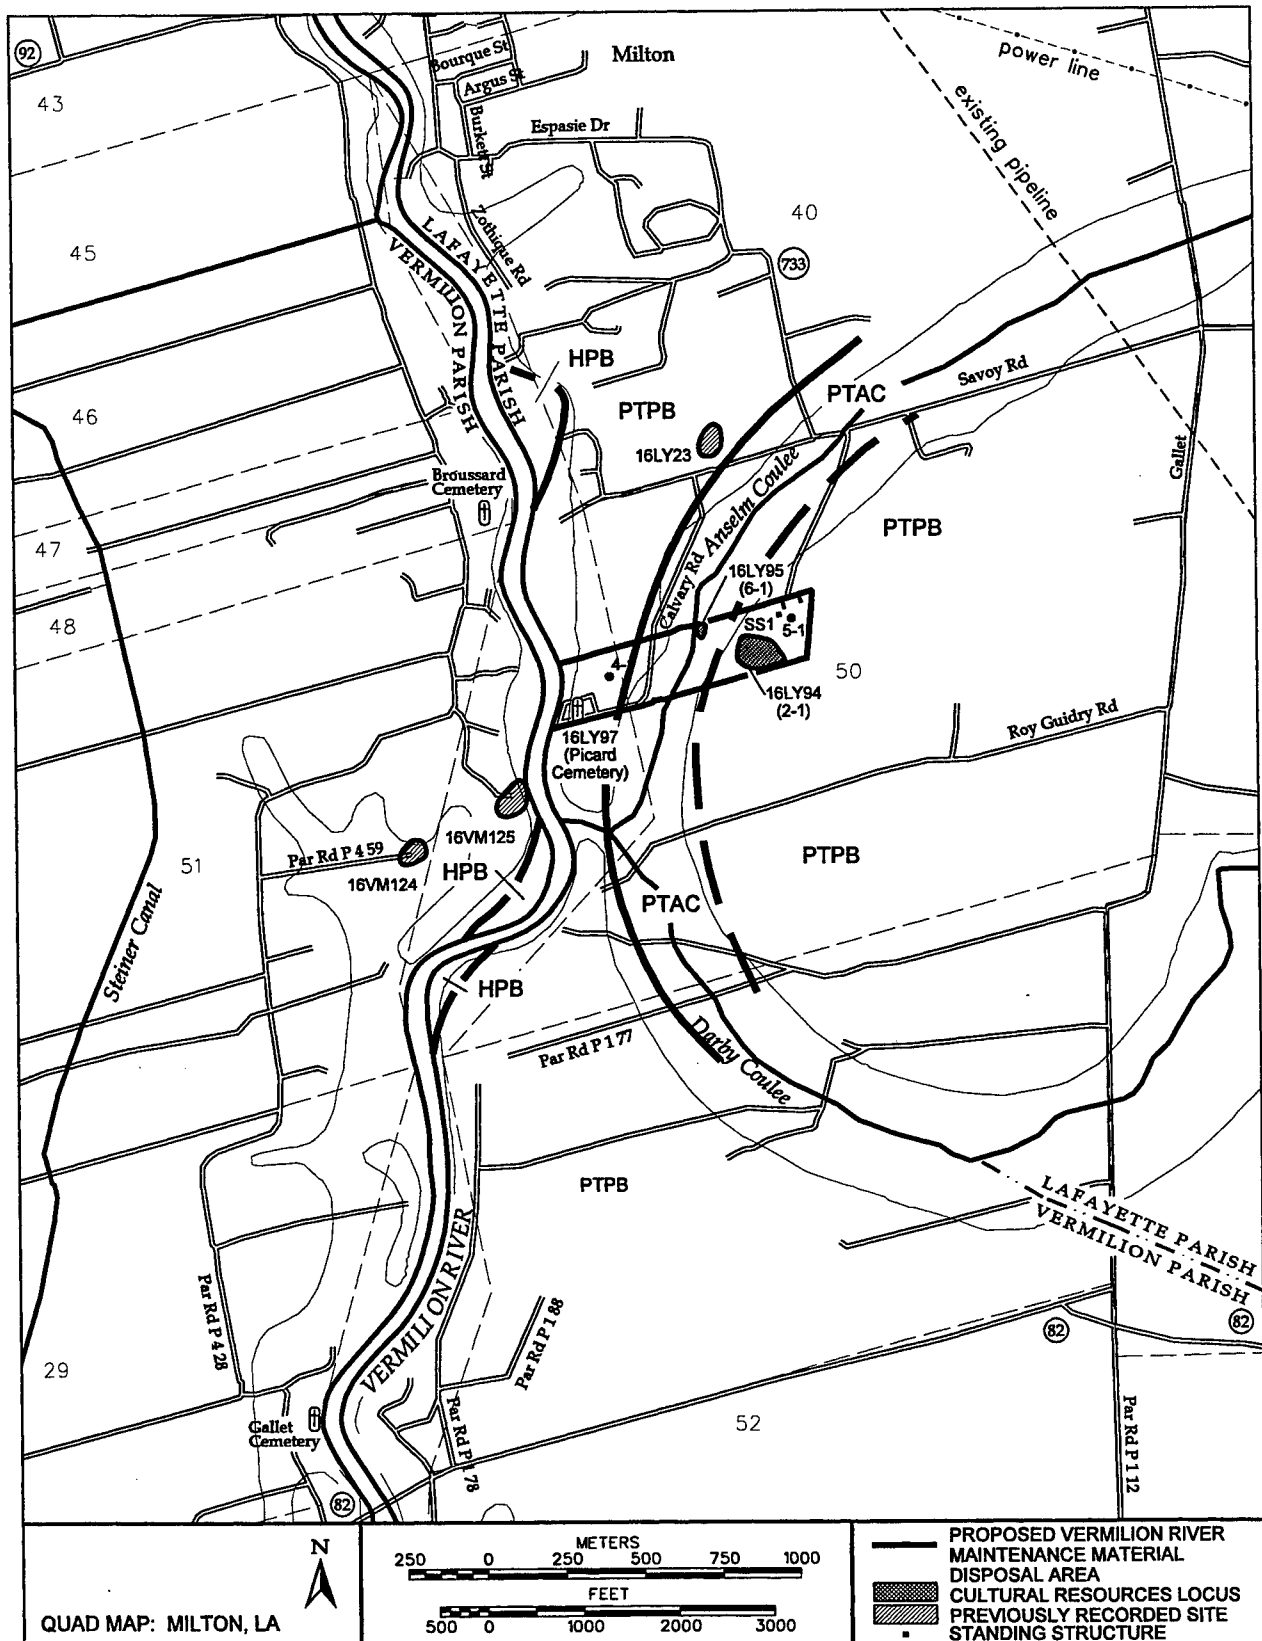 92
Bourque St
Milton
power line
43
Argus St
Burkett St
Espasie Dr
existing pipeline
40
Zothique Rd
45
LAFAYETTE PARISH
VERMILION PARISH
733
HPB
Savoy Rd
PTAC
46
PTPB
16LY23
Gallet
Broussard
Cemetery
Anselm Coulee
PTPB
47
Calvary Rd
16LY95
(6-1)
48
SS1
5-1
4-
50
16LY94
(2-1)
Roy Guidry Rd
16LY97
(Picard
Cemetery)
16VM125
51
Par Rd P 4 59
PTPB
HPB
16VM124
PTAC
Steiner Canal
HPB
Darby Coulee
Par Rd P 1 77
PTPB
LAFAYETTE PARISH
VERMILION PARISH
VERMILION RIVER
Par Rd P 4 28
Par Rd P 1 88
82
82
29
Par Rd P 1 78
Par Rd P 1 12
Gallet
Cemetery
52
82
N
QUAD MAP: MILTON, LA
METERS
250 0 250 500 750 1000
FEET
500 0 1000 2000 3000
PROPOSED VERMILION RIVER
MAINTENANCE MATERIAL
DISPOSAL AREA
CULTURAL RESOURCES LOCUS
PREVIOUSLY RECORDED SITE
STANDING STRUCTURE